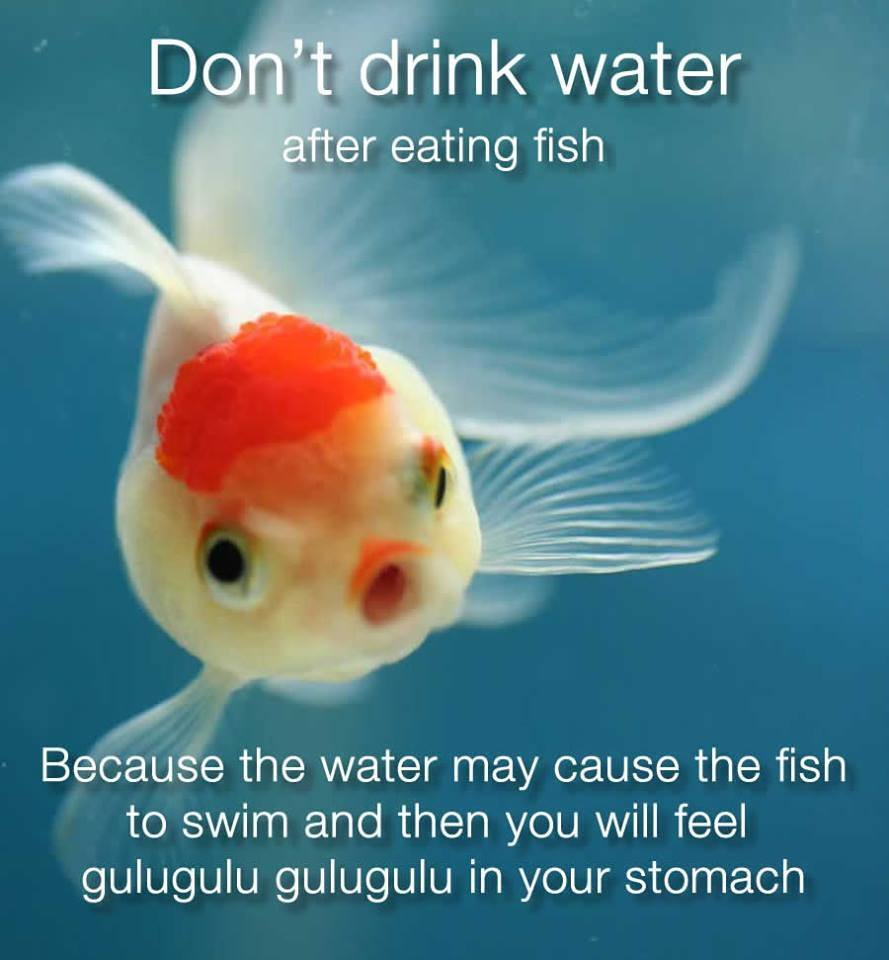 Don't drink water
after eating fish
Because the water may cause the fish
to swim and then you will feel
gulugulu gulugulu in your stomach